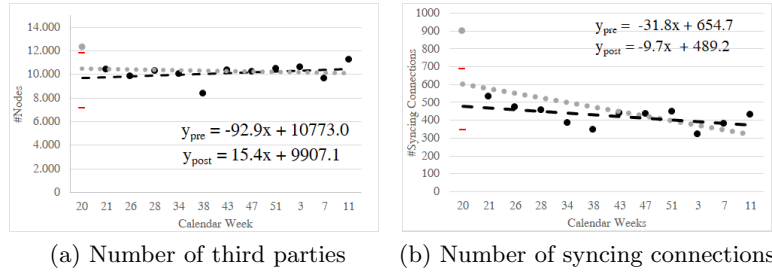 14.000
12.000
10.000
8.000
6.000
4.000
2.000
0.000
#Nodes
y_pre = -92.9x + 10773.0
y_post = 15.4x + 9907.1
20 21 26 28 34 38 43 47 51 3 7 11
Calendar Week
(a) Number of third parties
1000
900
800
700
600
500
400
300
200
100
0
#Syncing Connections
y_pre = -31.8x + 654.7
y_post = -9.7x + 489.2
20 21 26 28 34 38 43 47 51 3 7 11
Calendar Weeks
(b) Number of syncing connections